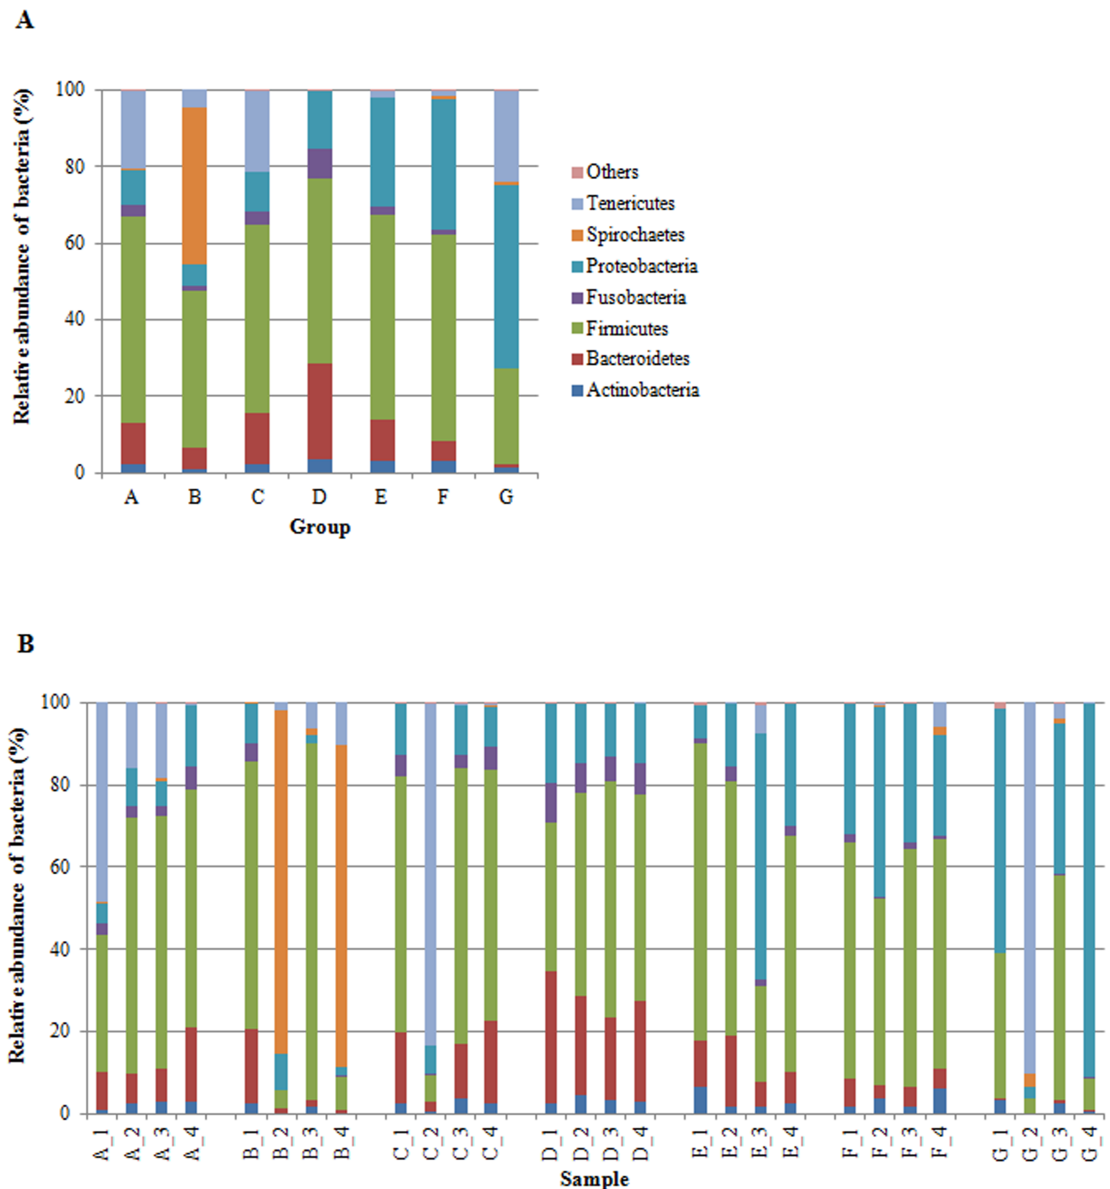 A
Relative abundance of bacteria (%)
100
80
60
40
20
0
A B C D E F G
Group
Others
Tenericutes
Spirochaetes
Proteobacteria
Fusobacteria
Firmicutes
Bacteroidetes
Actinobacteria
B
Relative abundance of bacteria (%)
100
80
60
40
20
0
A_1 A_2 A_3 A_4 B_1 B_2 B_3 B_4 C_1 C_2 C_3 C_4 D_1 D_2 D_3 D_4 E_1 E_2 E_3 E_4 F_1 F_2 F_3 F_4 G_1 G_2 G_3 G_4
Sample